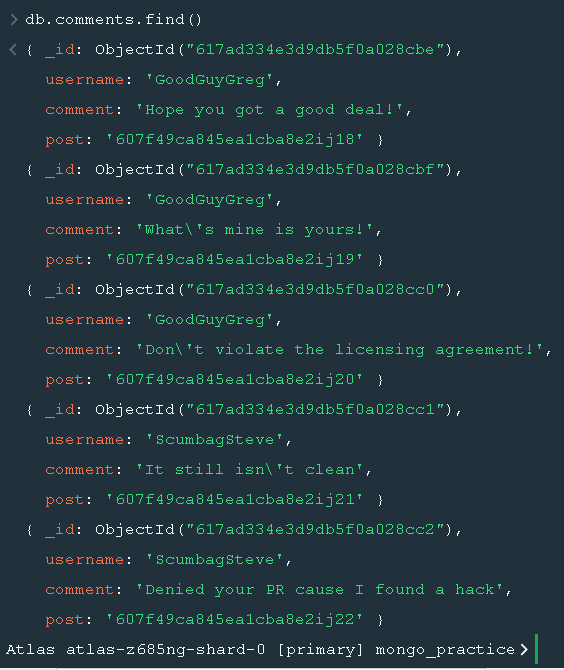 > db.comments.find()
< { _id: ObjectId("617ad334e3d9db5f0a028cbe"),
username: 'GoodGuyGreg',
comment: 'Hope you got a good deal!',
post: '607f49ca845ea1cba8e2ij18' }
{ _id: ObjectId("617ad334e3d9db5f0a028cbf"),
username: 'GoodGuyGreg',
comment: 'What\'s mine is yours!',
post: '607f49ca845ea1cba8e2ij19' }
{ _id: ObjectId("617ad334e3d9db5f0a028cc0"),
username: 'GoodGuyGreg',
comment: 'Don\'t violate the licensing agreement!',
post: '607f49ca845ea1cba8e2ij20' }
{ _id: ObjectId("617ad334e3d9db5f0a028cc1"),
username: 'ScumbagSteve',
comment: 'It still isn\'t clean',
post: '607f49ca845ea1cba8e2ij21' }
{ _id: ObjectId("617ad334e3d9db5f0a028cc2"),
username: 'ScumbagSteve',
comment: 'Denied your PR cause I found a hack',
post: '607f49ca845ea1cba8e2ij22' }
Atlas atlas-z685ng-shard-0 [primary] mongo_practice>